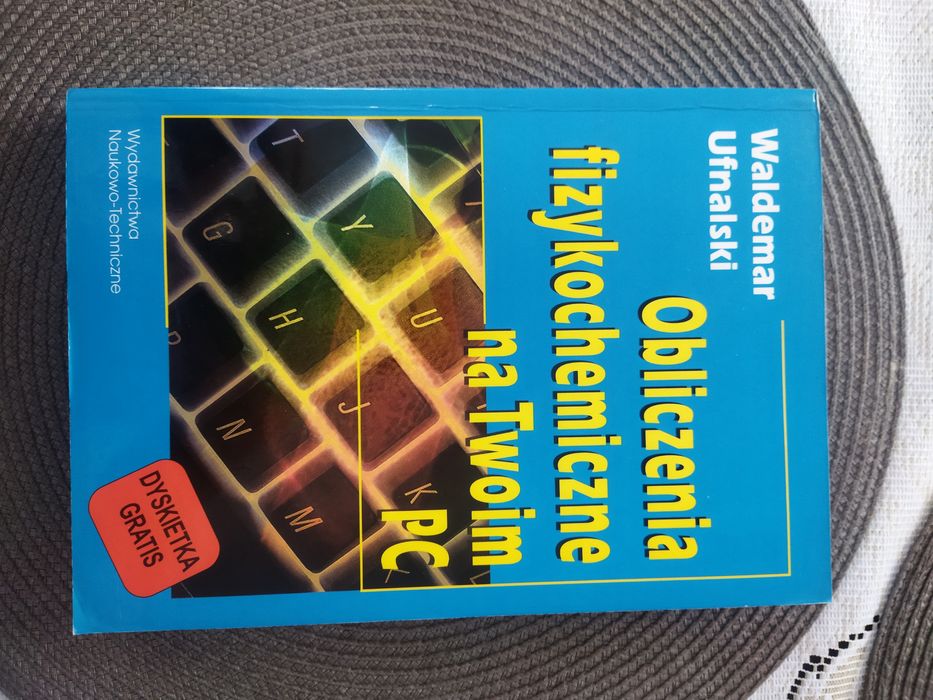 Waldemar
Ufnalski
Obliczenia
fizykochemiczne
na Twoim
PC
T
Y
G
U
H
J
N
K
M
DYSKIETKA
GRATIS
Wydawnictwa
Naukowo-Techniczne